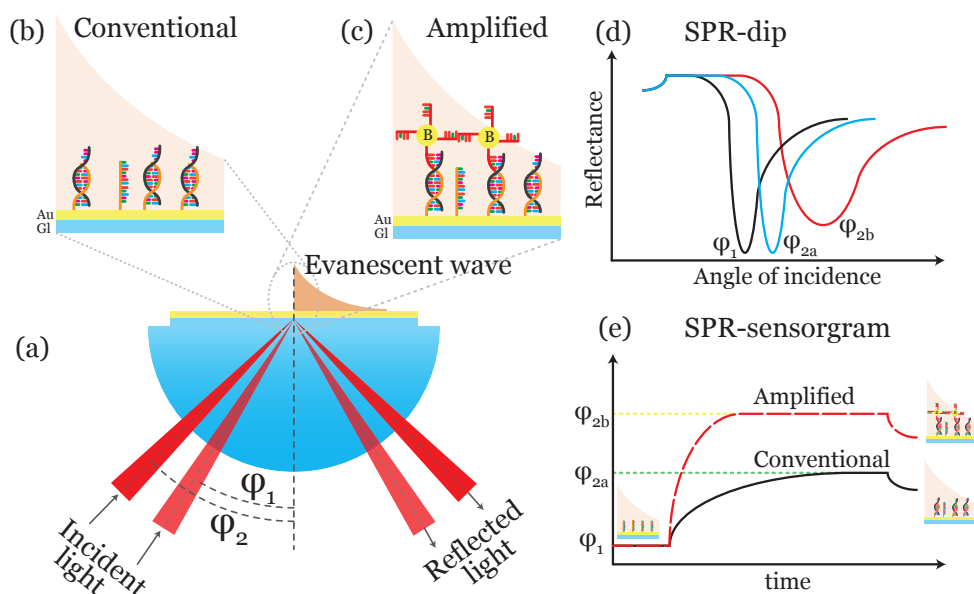 (b) Conventional
Au
Gl
(c) Amplified
B
B
Au
Gl
(d) SPR-dip
Reflectance
φ1
φ2a
φ2b
Angle of incidence
Evanescent wave
(a)
φ1
φ2
Incident
light
Reflected
light
(e) SPR-sensorgram
φ2b
Amplified
φ2a
Conventional
φ1
time